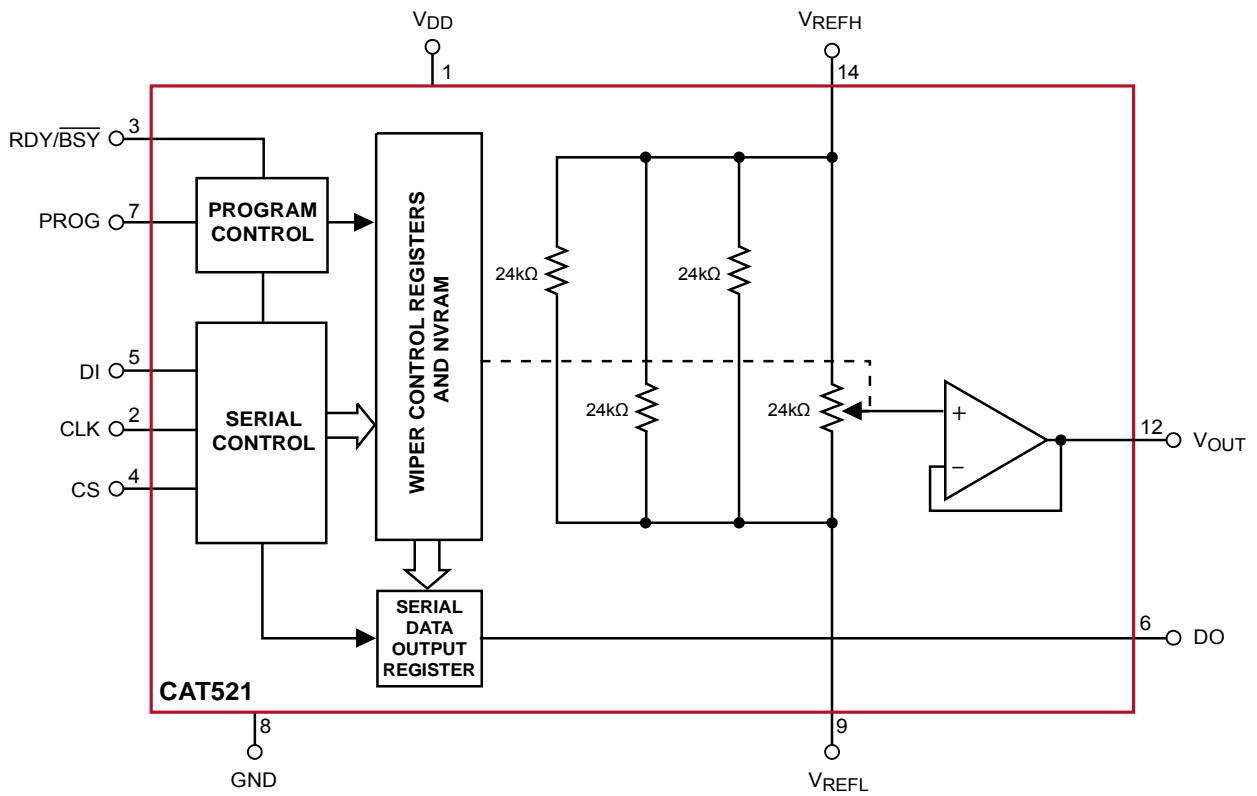 VDD
VREFH
1
14
RDY/BSY
3
PROG
7
PROGRAM
CONTROL
WIPER CONTROL REGISTERS
AND NVRAM
24kΩ
24kΩ
DI
5
CLK
2
CS
4
SERIAL
CONTROL
24kΩ
24kΩ
+
−
12
VOUT
SERIAL
DATA
OUTPUT
REGISTER
6
DO
CAT521
8
9
GND
VREFL